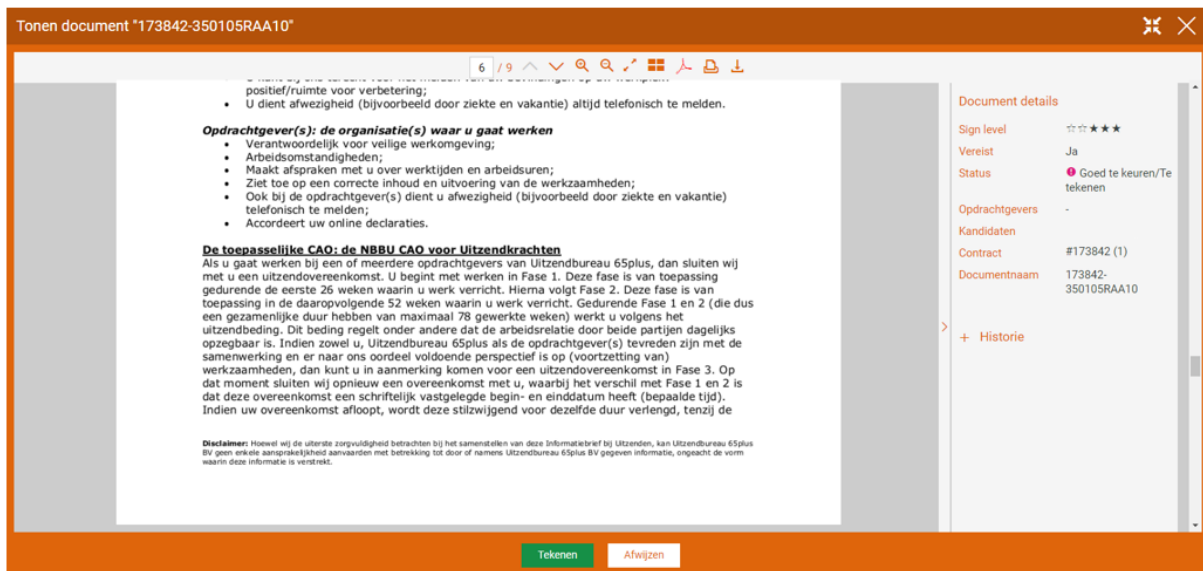 Tonen document "173842-350105RAA10"
6 / 9
positief/ruimte voor verbetering;
• U dient afwezigheid (bijvoorbeeld door ziekte en vakantie) altijd telefonisch te melden.
Opdrachtgever(s): de organisatie(s) waar u gaat werken
• Verantwoordelijk voor veilige werkomgeving;
• Arbeidsomstandigheden;
• Maakt afspraken met u over werktijden en arbeidsuren;
• Ziet toe op een correcte inhoud en uitvoering van de werkzaamheden;
• Ook bij de opdrachtgever(s) dient u afwezigheid (bijvoorbeeld door ziekte en vakantie)
telefonisch te melden;
• Accordeert uw online declaraties.
De toepasselijke CAO: de NBBU CAO voor Uitzendkrachten
Als u gaat werken bij een of meerdere opdrachtgevers van Uitzendbureau 65plus, dan sluiten wij
met u een uitzendovereenkomst. U begint met werken in Fase 1. Deze fase is van toepassing
gedurende de eerste 26 weken waarin u werk verricht. Hierna volgt Fase 2. Deze fase is van
toepassing in de daaropvolgende 52 weken waarin u werk verricht. Gedurende Fase 1 en 2 (die dus
een gezamenlijke duur hebben van maximaal 78 gewerkte weken) werkt u volgens het
uitzendbeding. Dit beding regelt onder andere dat de arbeidsrelatie door beide partijen dagelijks
opzegbaar is. Indien zowel u, Uitzendbureau 65plus als de opdrachtgever(s) tevreden zijn met de
samenwerking en er naar ons oordeel voldoende perspectief is op (voortzetting van)
werkzaamheden, dan kunt u in aanmerking komen voor een uitzendovereenkomst in Fase 3. Op
dat moment sluiten wij opnieuw een overeenkomst met u, waarbij het verschil met Fase 1 en 2 is
dat deze overeenkomst een schriftelijk vastgelegde begin- en einddatum heeft (bepaalde tijd).
Indien uw overeenkomst afloopt, wordt deze stilzwijgend voor dezelfde duur verlengd, tenzij de
Disclaimer: Hoewel wij de uiterste zorgvuldigheid betrachten bij het samenstellen van deze Informatiebrief bij Uitzenden, kan Uitzendbureau 65plus
BV geen enkele aansprakelijkheid aanvaarden met betrekking tot door of namens Uitzendbureau 65plus BV gegeven informatie, ongeacht de vorm
waarin deze informatie is verstrekt.
Document details
Sign level ☆☆★★★
Vereist Ja
Status Goed te keuren/Te
tekenen
Opdrachtgevers -
Kandidaten
Contract #173842 (1)
Documentnaam 173842-
350105RAA10
+ Historie
Tekenen
Afwijzen